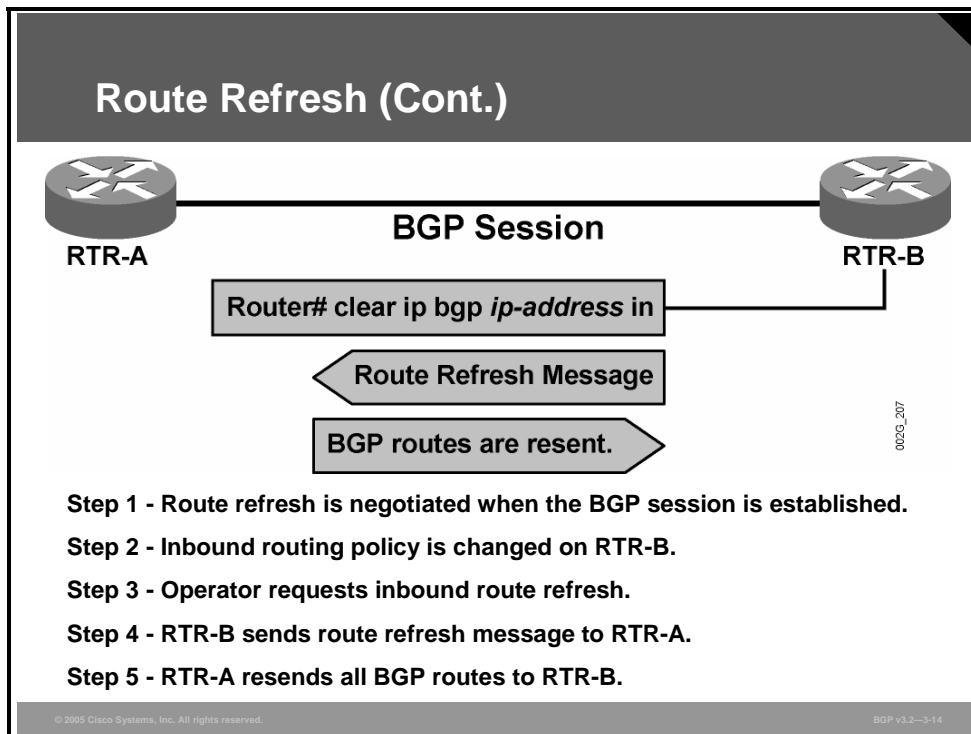 Route Refresh (Cont.)
BGP Session
RTR-A
RTR-B
Router# clear ip bgp ip-address in
Route Refresh Message
BGP routes are resent.
002G_207
Step 1 - Route refresh is negotiated when the BGP session is established.
Step 2 - Inbound routing policy is changed on RTR-B.
Step 3 - Operator requests inbound route refresh.
Step 4 - RTR-B sends route refresh message to RTR-A.
Step 5 - RTR-A resends all BGP routes to RTR-B.
© 2005 Cisco Systems, Inc. All rights reserved.
BGP v3.2—3-14